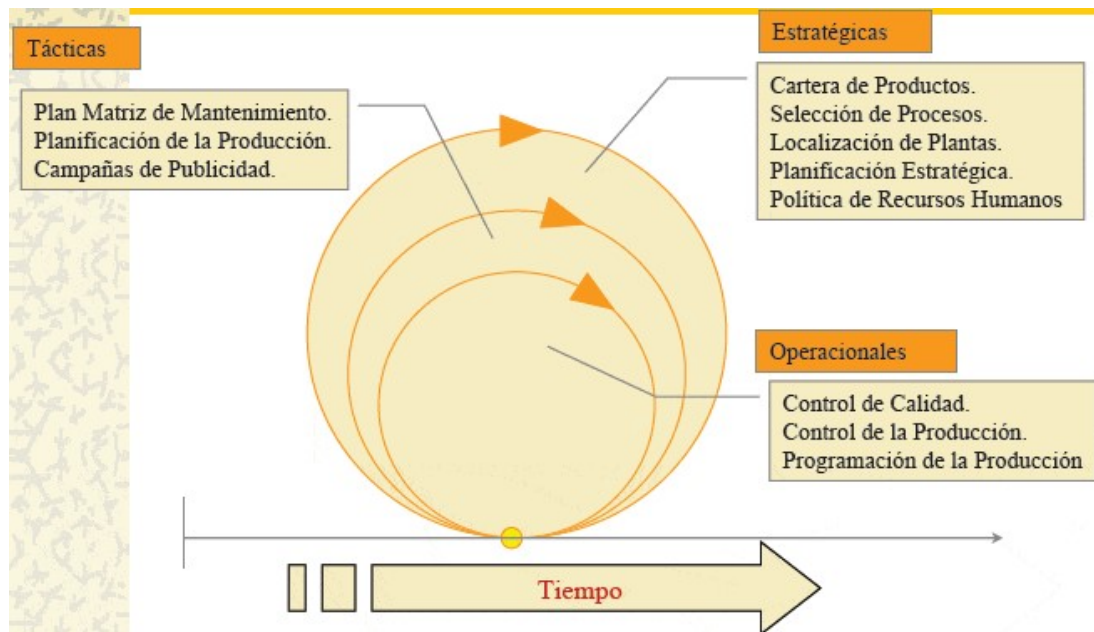 Tácticas
Plan Matriz de Mantenimiento.
Planificación de la Producción.
Campañas de Publicidad.
Estratégicas
Cartera de Productos.
Selección de Procesos.
Localización de Plantas.
Planificación Estratégica.
Política de Recursos Humanos
Operacionales
Control de Calidad.
Control de la Producción.
Programación de la Producción
Tiempo